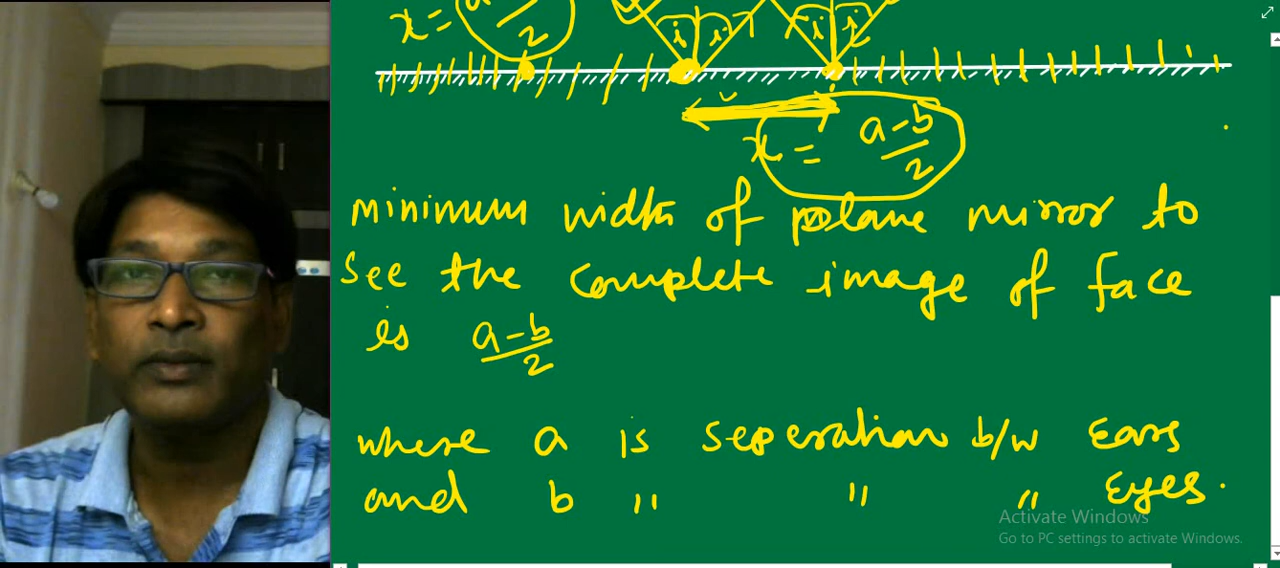 x = a-b/2
i i i i
x = a-b/2
minimum width of plane mirror to
see the complete image of face
is a-b/2
where a is seperation b/w Ears
and b " " " Eyes.
Activate Windows
Go to PC settings to activate Windows.